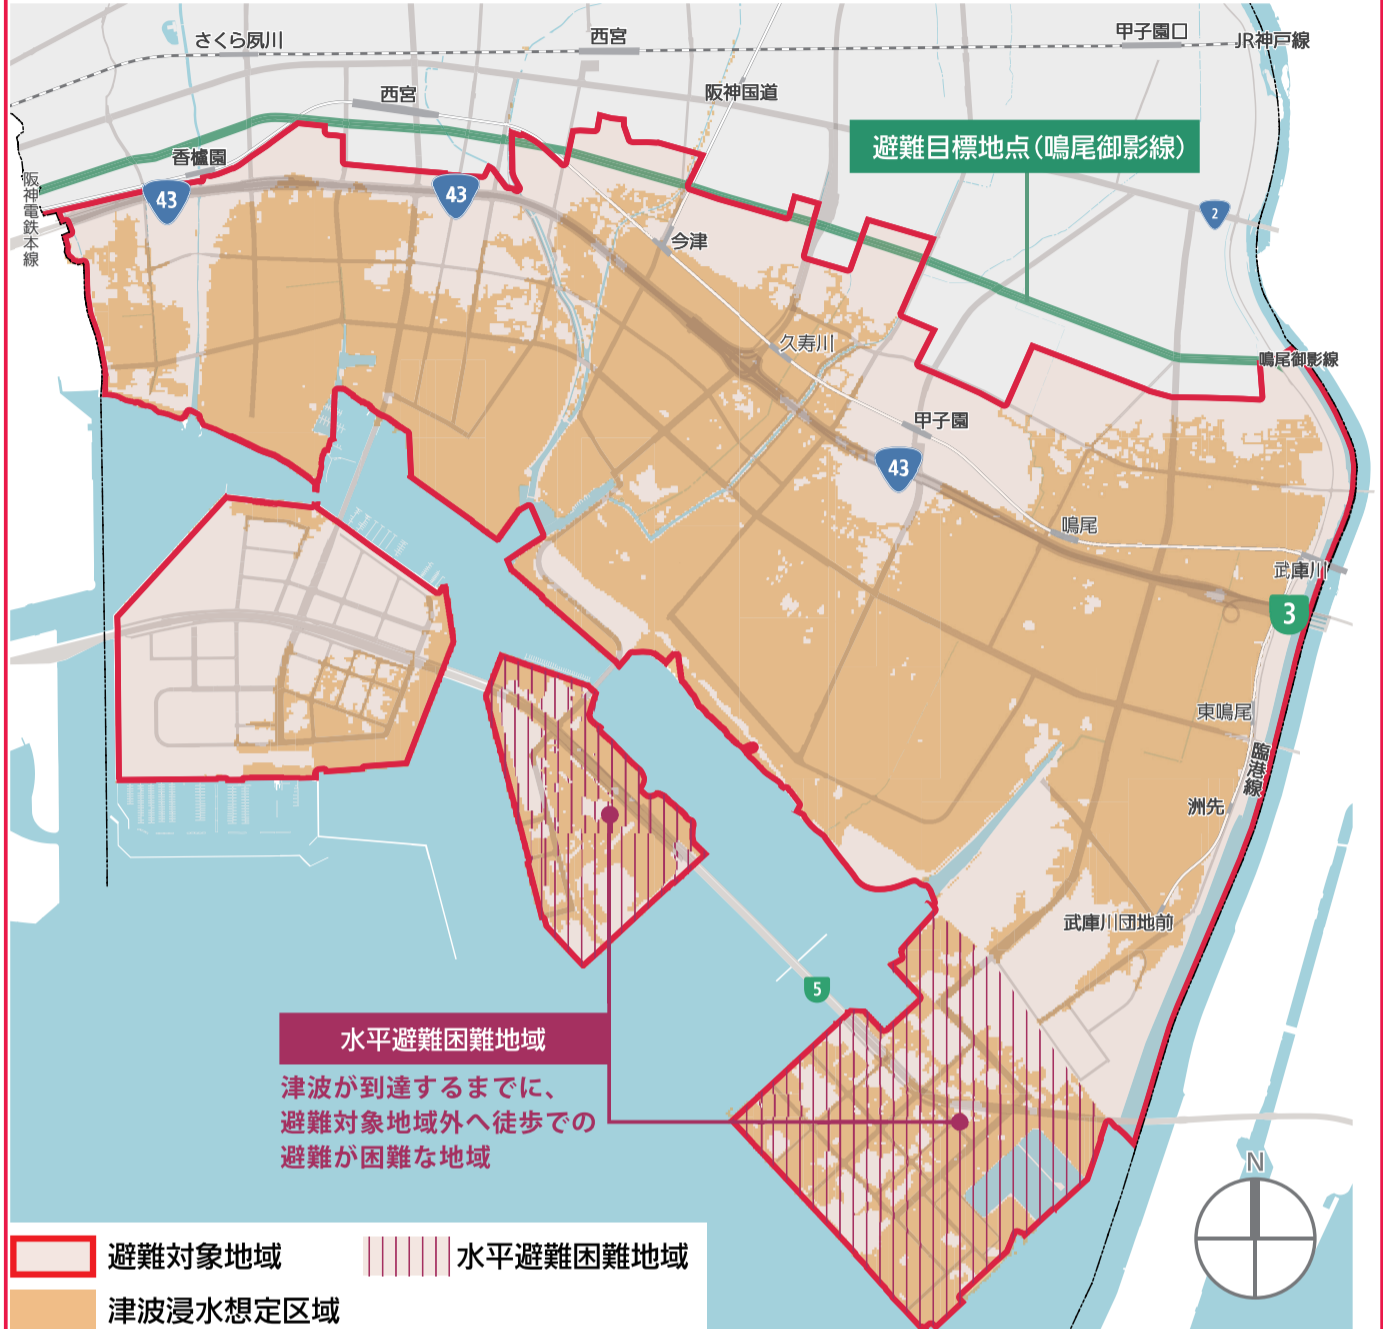 さくら夙川
西宮
甲子園口
JR神戸線
西宮
阪神国道
避難目標地点(鳴尾御影線)
香櫨園
阪神電鉄本線
43
43
2
今津
久寿川
鳴尾御影線
甲子園
43
鳴尾
武庫川
3
東鳴尾
臨港線
洲先
武庫川団地前
5
水平避難困難地域
津波が到達するまでに、
避難対象地域外へ徒歩での
避難が困難な地域
N
避難対象地域
水平避難困難地域
津波浸水想定区域